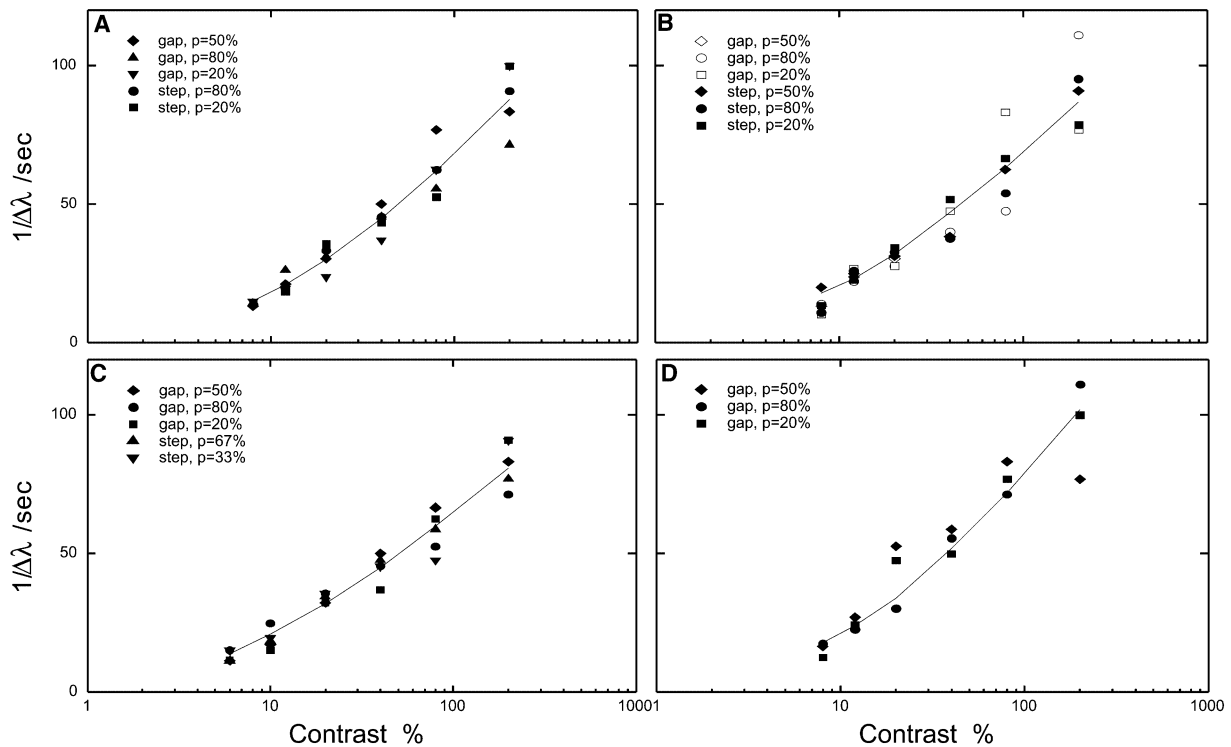 A
gap, p=50%
gap, p=80%
gap, p=20%
step, p=80%
step, p=20%
B
gap, p=50%
gap, p=80%
gap, p=20%
step, p=50%
step, p=80%
step, p=20%
100
50
0
1/Δλ /sec
C
gap, p=50%
gap, p=80%
gap, p=20%
step, p=67%
step, p=33%
D
gap, p=50%
gap, p=80%
gap, p=20%
100
50
0
1/Δλ /sec
1 10 100 1000
1 10 100 1000
Contrast %
Contrast %